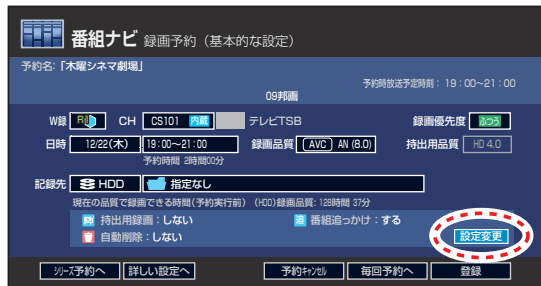 番組ナビ 録画予約（基本的な設定）
予約名:「木曜シネマ劇場」
予約時放送予定時刻：19：00～21：00
09邦画
W録 R1 CH CS101 内蔵 テレビTSB 録画優先度 ふつう
日時 12/22(木) 19:00～21:00 録画品質 AVC AN (8.0) 持出用品質 HD 4.0
予約時間 2時間00分
記録先 HDD 指定なし
現在の品質で録画できる時間(予約実行前) (HDD)録画品質: 128時間 37分
持出用録画：しない 追 番組追っかけ：する
自動削除：しない 設定変更
ｼﾘｰｽﾞ予約へ 詳しい設定へ 予約ｷｬﾝｾﾙ 毎回予約へ 登録